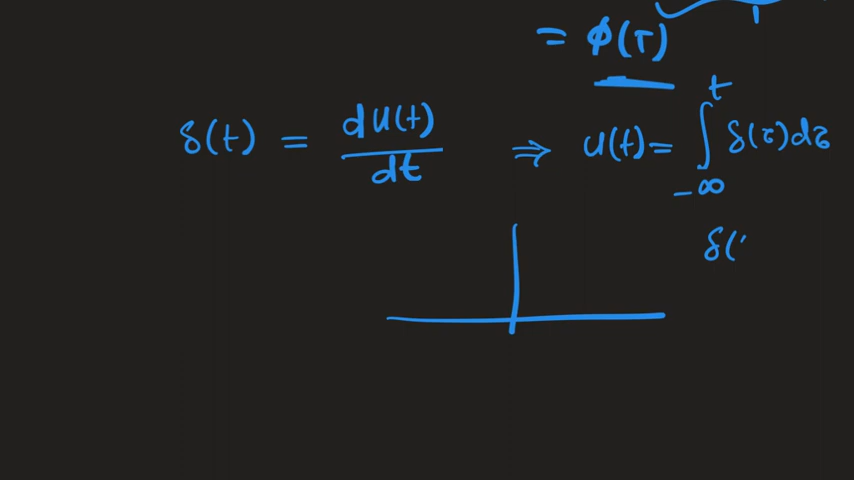 = φ(T)
δ(t) = du(t)/dt ⇒ u(t) = ∫_{-∞}^{t} δ(τ)dτ
δ(